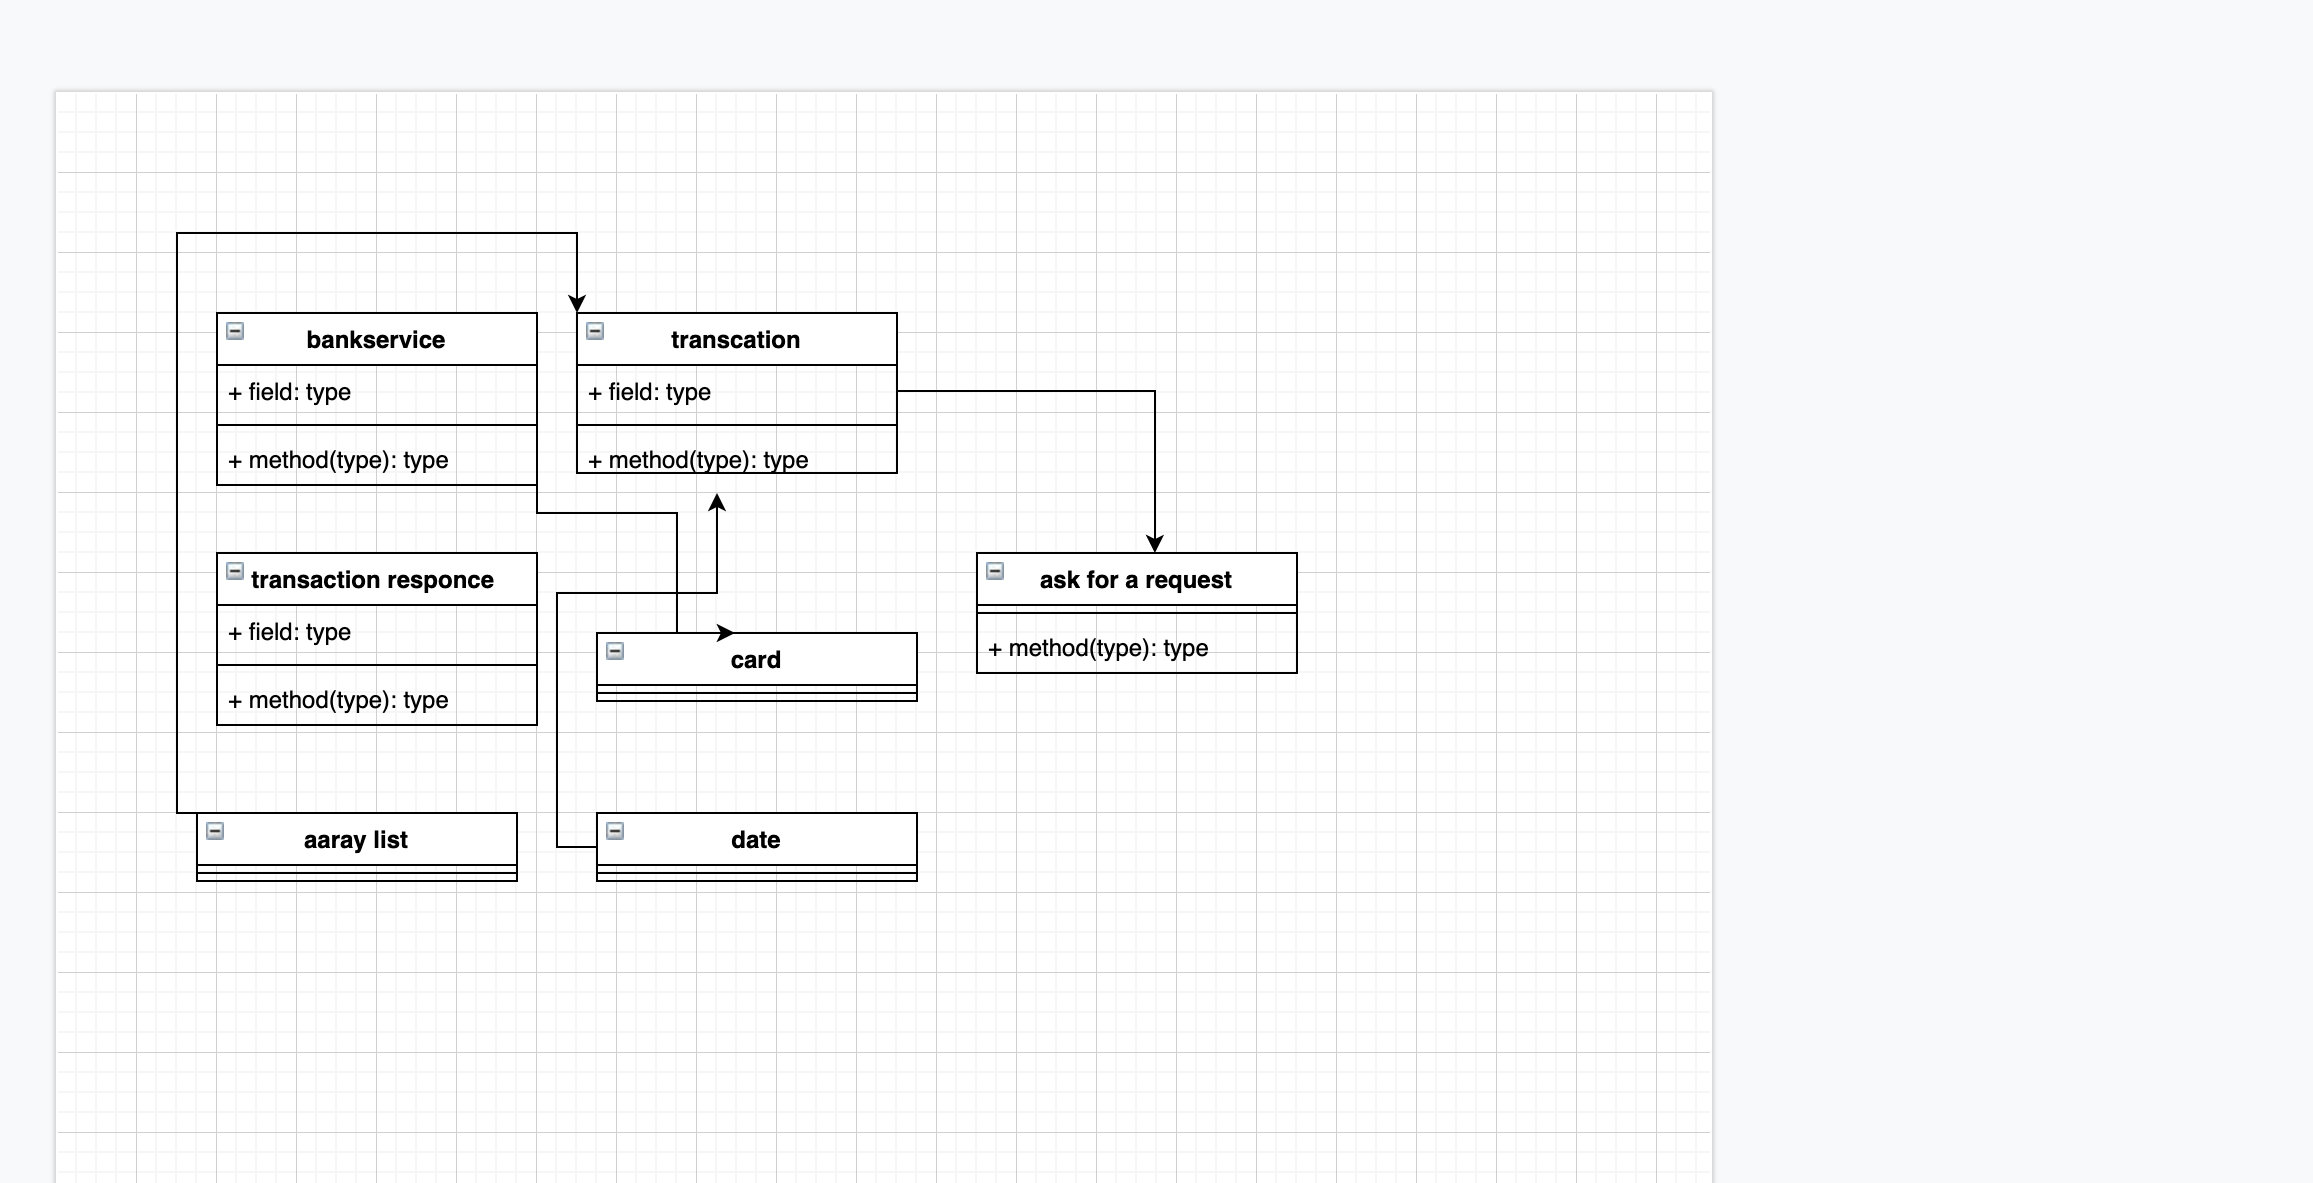 bankservice
+ field: type
+ method(type): type
transcation
+ field: type
+ method(type): type
transaction responce
+ field: type
+ method(type): type
card
ask for a request
+ method(type): type
aaray list
date